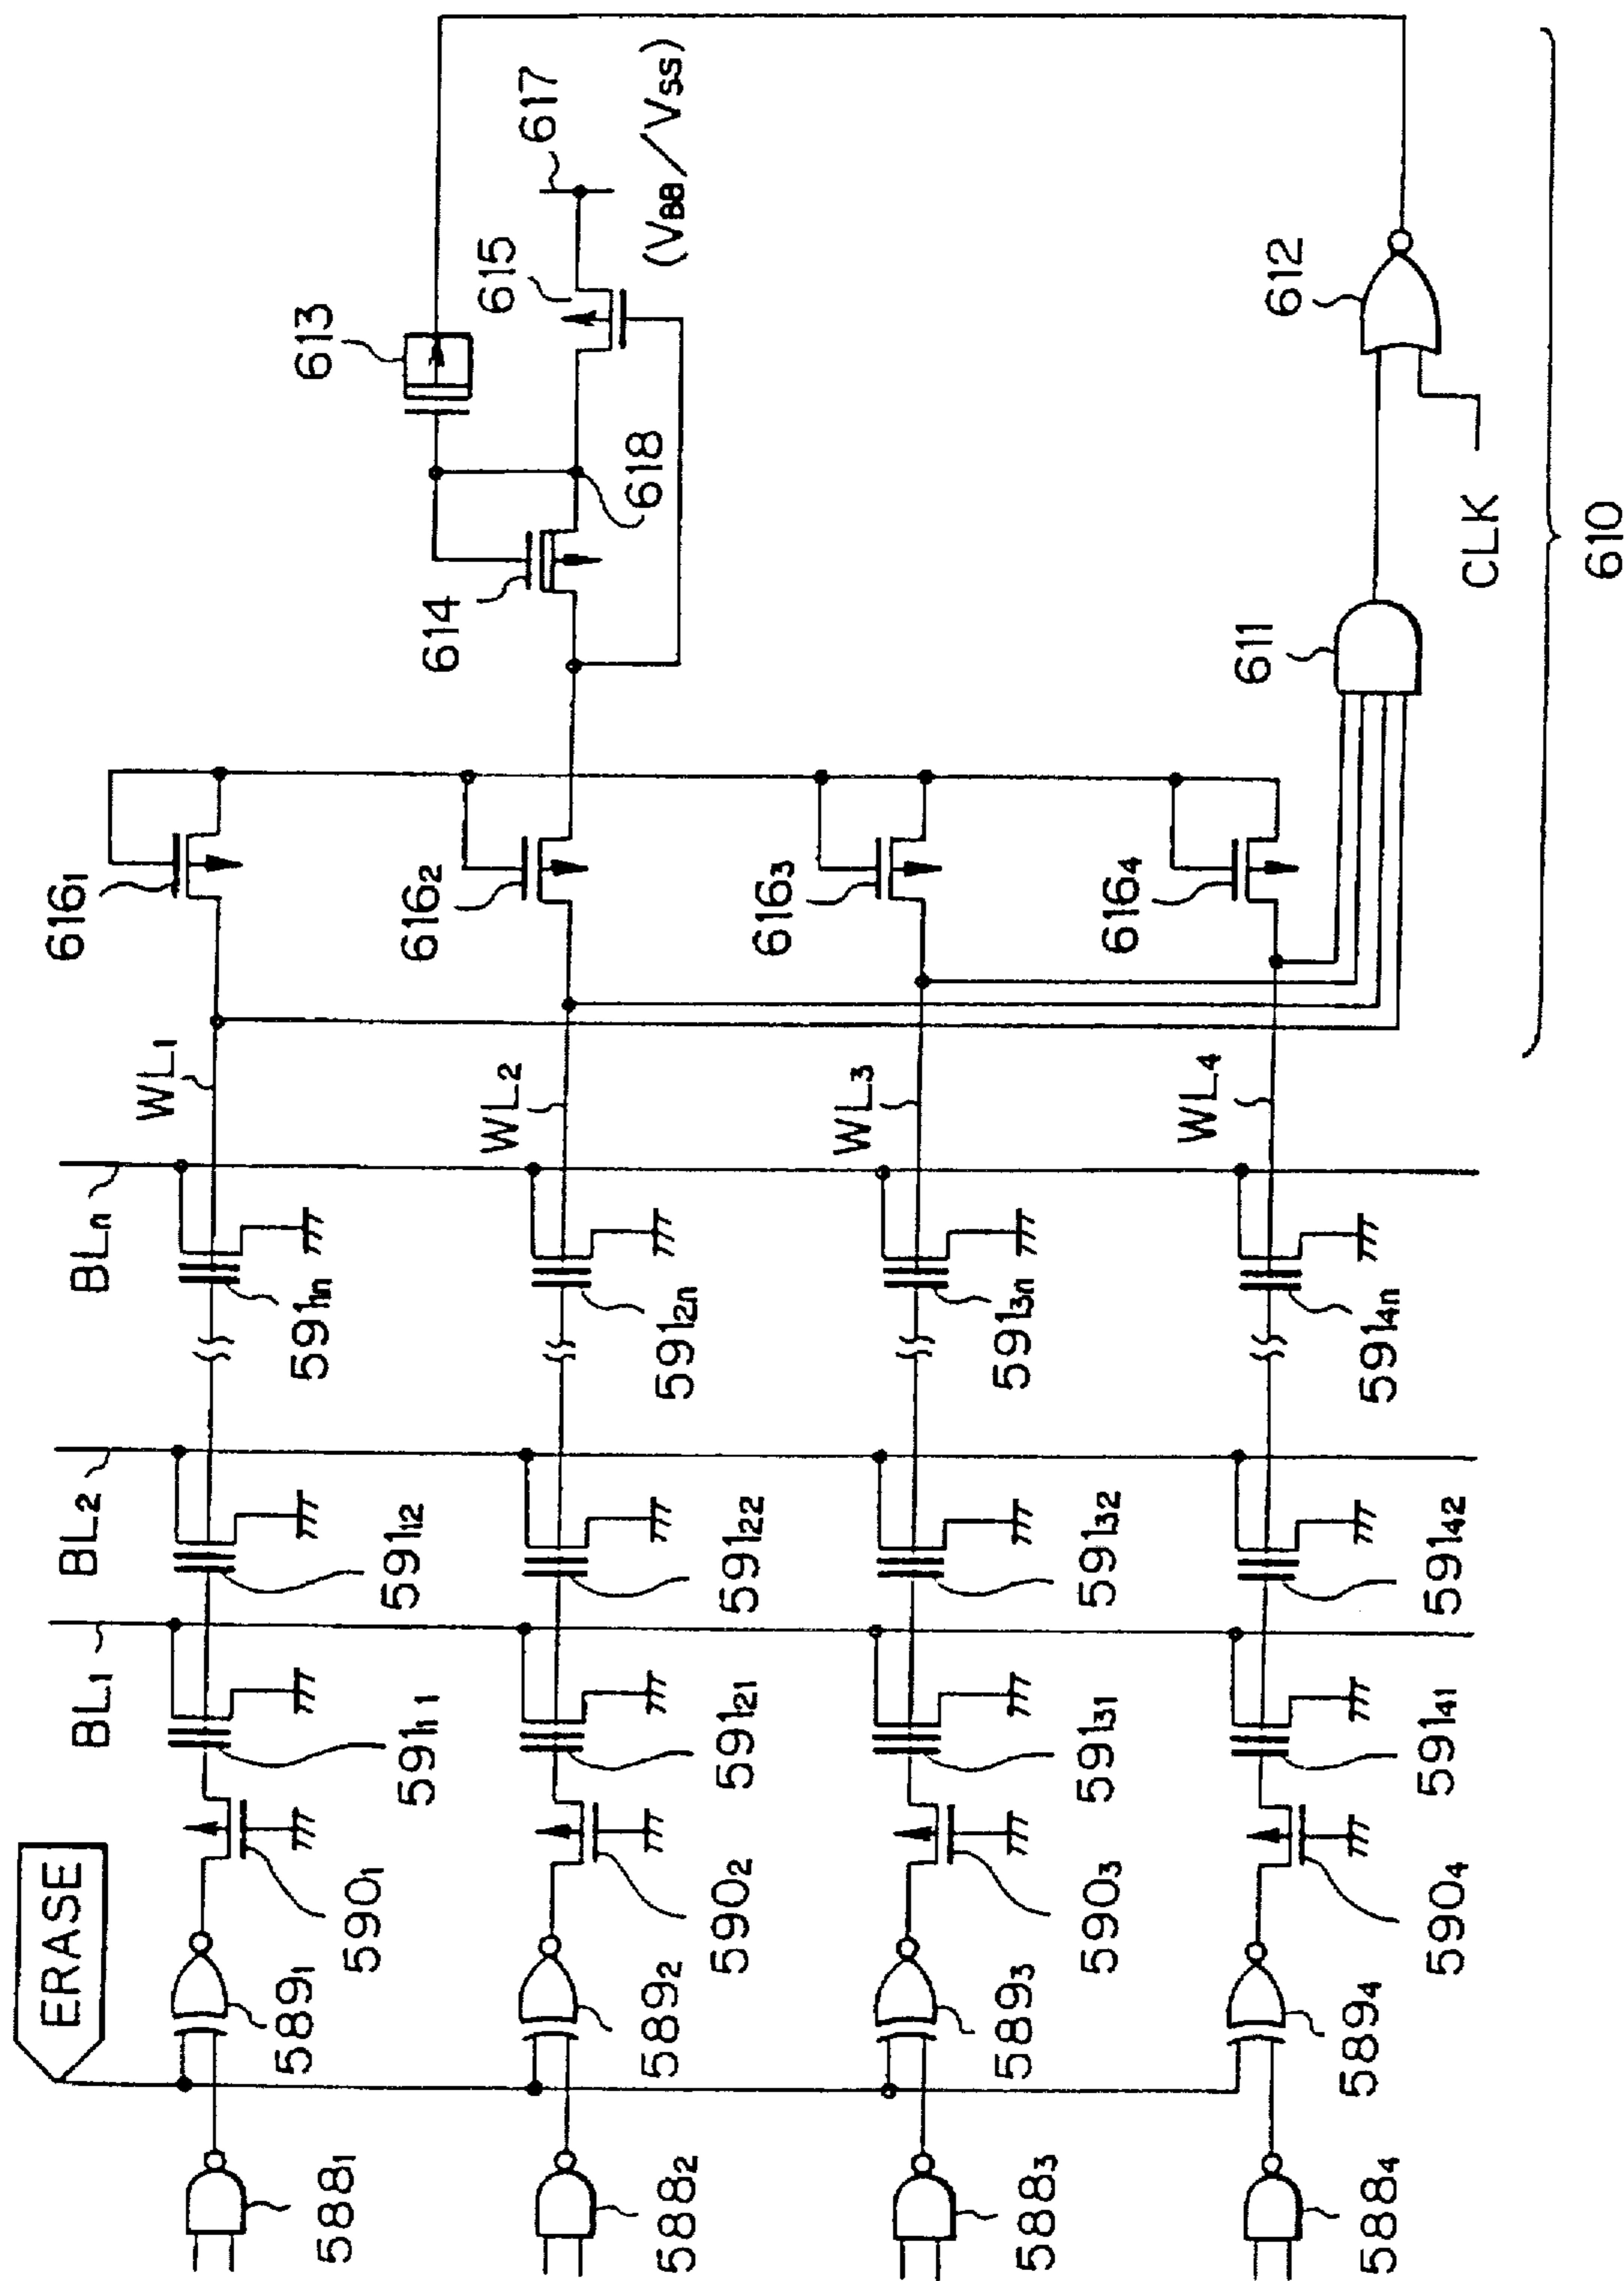 ERASE
588₁
589₁
590₁
BL₁
591₁₁
BL₂
591₁₂
BLₙ
591₁ₙ
WL₁
616₁
588₂
589₂
590₂
591₂₁
591₂₂
591₂ₙ
WL₂
616₂
614
618
613
615
617
(VBB/VSS)
588₃
589₃
590₃
591₃₁
591₃₂
591₃ₙ
WL₃
616₃
588₄
589₄
590₄
591₄₁
591₄₂
591₄ₙ
WL₄
616₄
611
612
CLK
610